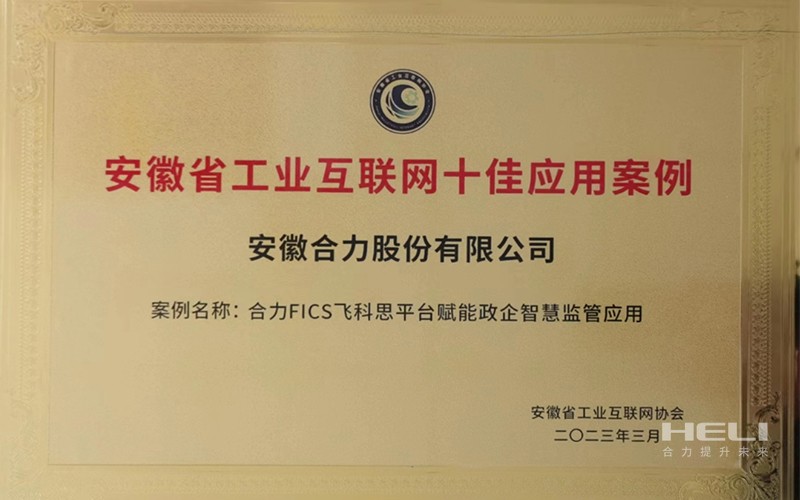 安徽省工业互联网十佳应用案例
安徽合力股份有限公司
案例名称：合力FICS飞科思平台赋能政企智慧监管应用
安徽省工业互联网协会
二〇二三年三月
HELI
合力提升未来